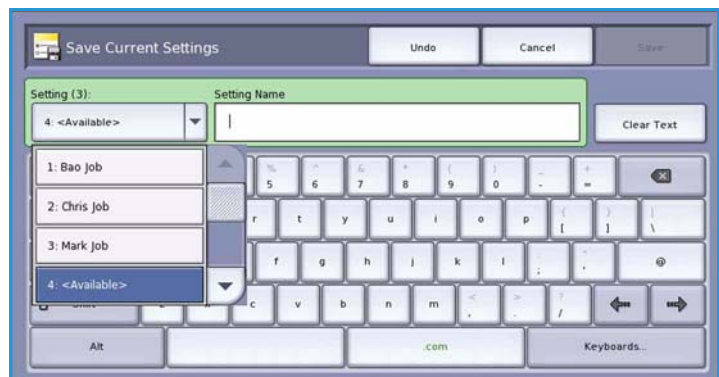 Save Current Settings
Undo
Cancel
Save
Setting (3):
Setting Name
4: <Available>
Clear Text
1: Bao Job
2: Chris Job
3: Mark Job
4: <Available>
% 5 ^ 6 & 7 * 8 ( 9 ) 0 _ - + =
r t y u i o p { [ } ] | \
f g h j k l : ; " '
c v b n m < , > . ? /
Alt
.com
Keyboards...
@